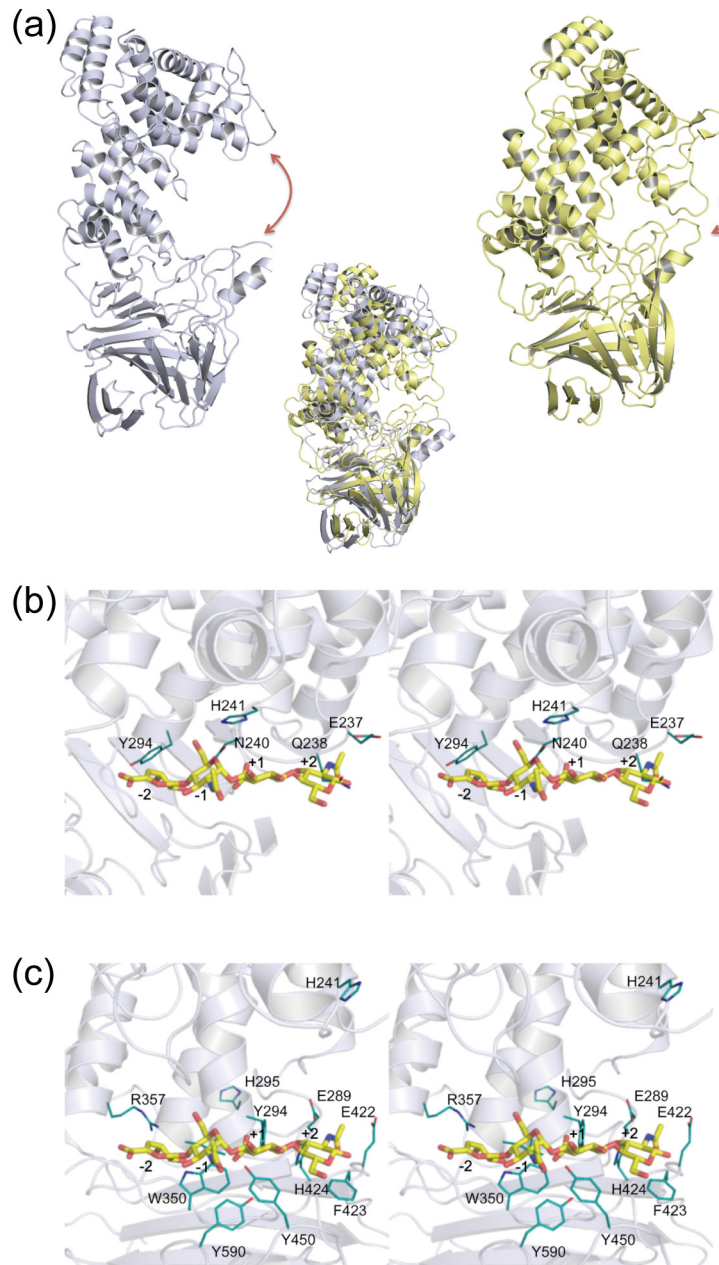 (a)
(b)
H241
Y294
N240
Q238
E237
+1
+2
-2
-1
H241
Y294
N240
Q238
E237
+1
+2
-2
-1
(c)
H241
H295
R357
Y294
E289
E422
+1
+2
-2
-1
W350
H424
F423
Y590
Y450
H241
H295
R357
Y294
E289
E422
+1
+2
-2
-1
W350
H424
F423
Y590
Y450